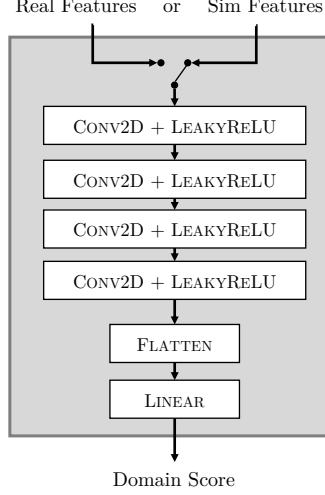 Real Features or Sim Features
CONV2D + LEAKYRELU
CONV2D + LEAKYRELU
CONV2D + LEAKYRELU
CONV2D + LEAKYRELU
FLATTEN
LINEAR
Domain Score